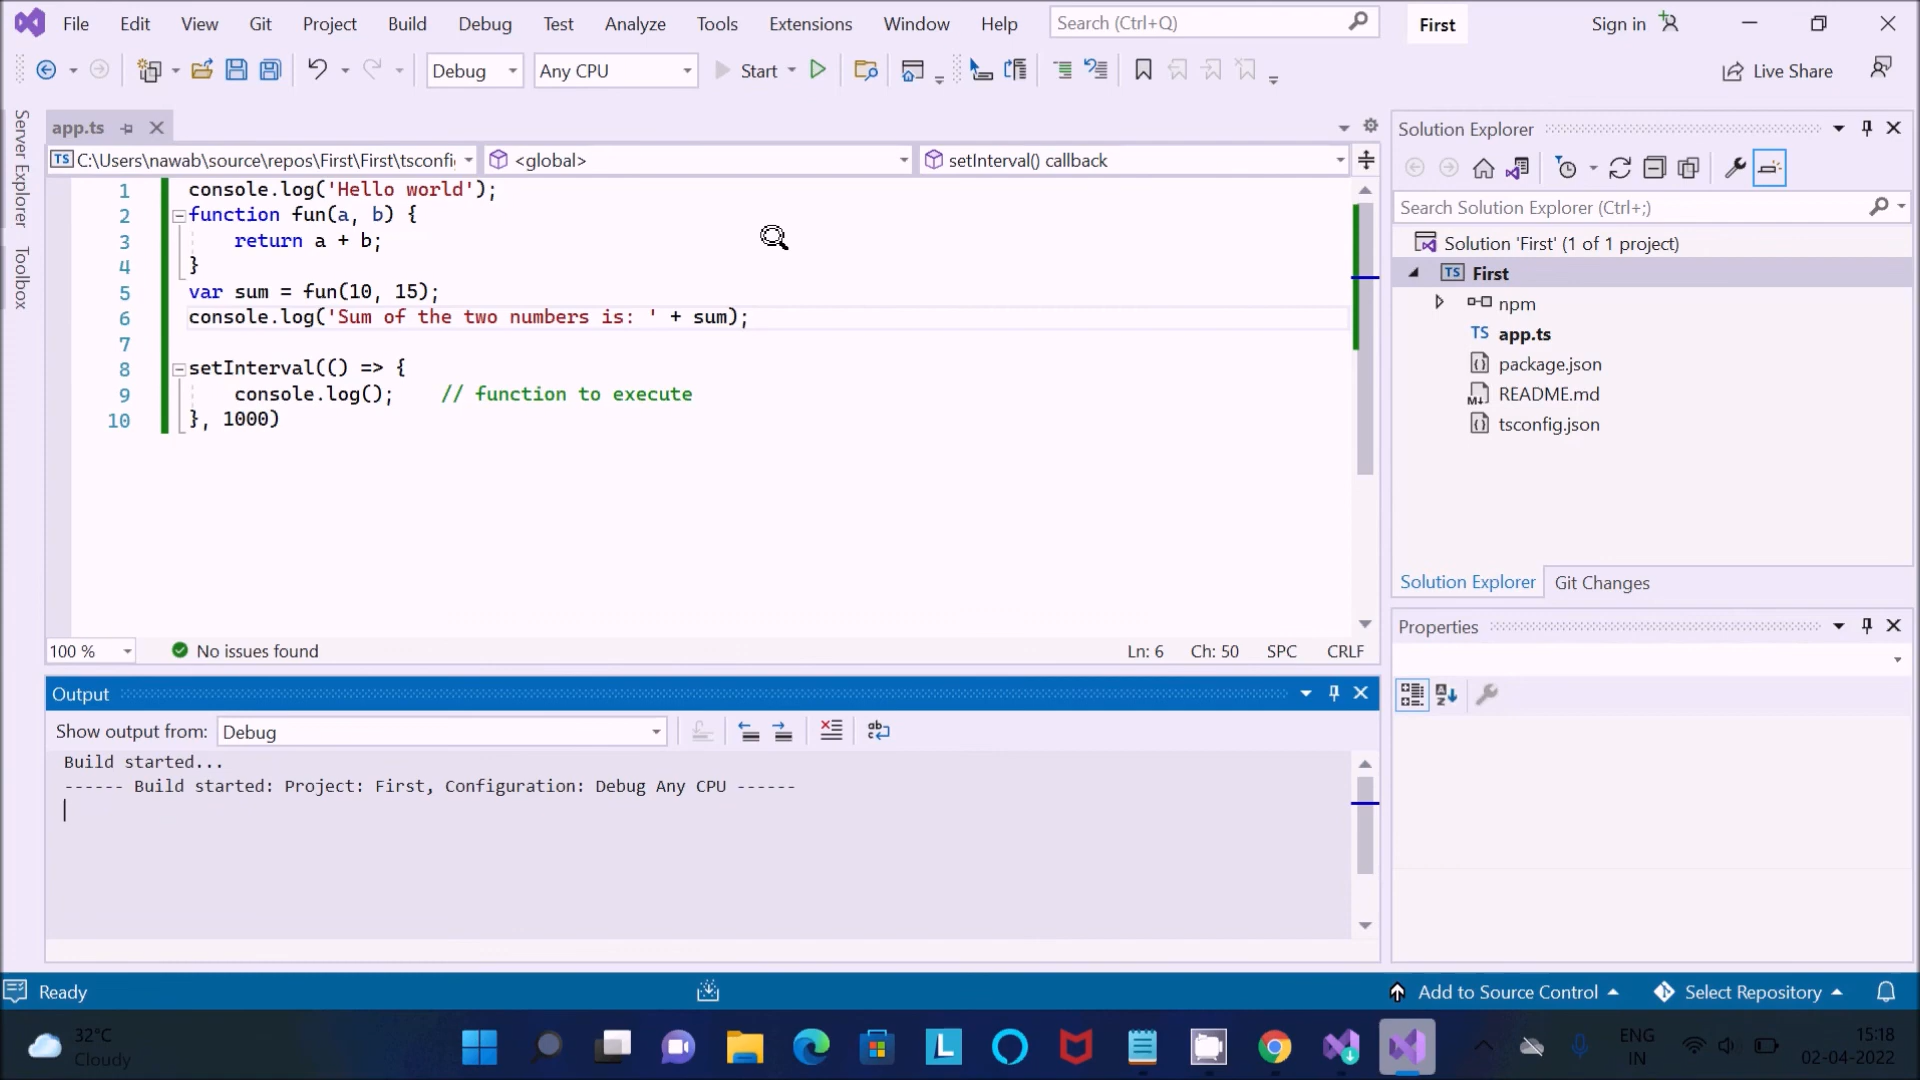 File Edit View Git Project Build Debug Test Analyze Tools Extensions Window Help Search (Ctrl+Q) First Sign in
Debug Any CPU Start Live Share
Server Explorer
Toolbox
app.ts
TS C:\Users\nawab\source\repos\First\First\tsconfi <global> setInterval() callback
1 console.log('Hello world');
2 function fun(a, b) {
3 return a + b;
4 }
5 var sum = fun(10, 15);
6 console.log('Sum of the two numbers is: ' + sum);
7
8 setInterval(() => {
9 console.log(); // function to execute
10 }, 1000)
100 % No issues found Ln: 6 Ch: 50 SPC CRLF
Output
Show output from: Debug
Build started...
------ Build started: Project: First, Configuration: Debug Any CPU ------
Solution Explorer
Search Solution Explorer (Ctrl+;)
Solution 'First' (1 of 1 project)
TS First
npm
TS app.ts
package.json
README.md
tsconfig.json
Solution Explorer Git Changes
Properties
Ready Add to Source Control Select Repository
32°C
Cloudy
ENG
IN
15:18
02-04-2022